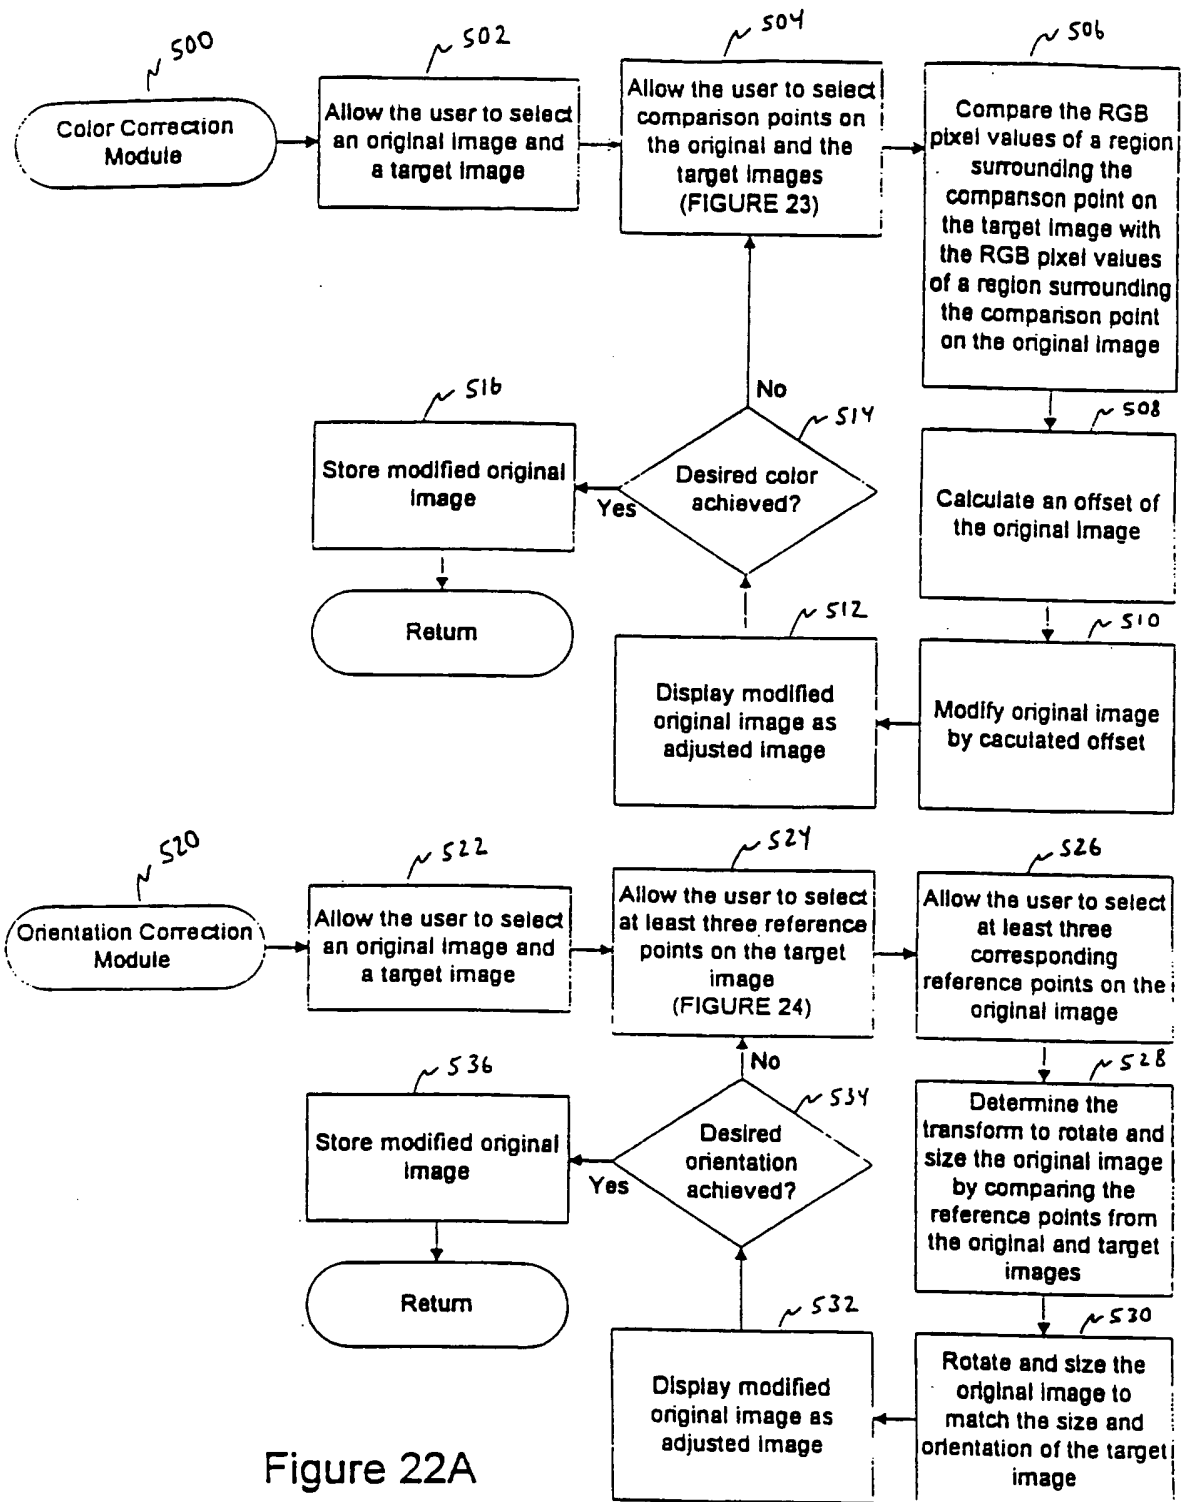 500
Color Correction
Module
502
Allow the user to select
an original image and
a target image
504
Allow the user to select
comparison points on
the original and the
target images
(FIGURE 23)
506
Compare the RGB
pixel values of a region
surrounding the
comparison point on
the target image with
the RGB pixel values
of a region surrounding
the comparison point
on the original image
508
Calculate an offset of
the original image
510
Modify original image
by caculated offset
512
Display modified
original image as
adjusted image
514
Desired color
achieved?
No
Yes
516
Store modified original
image
Return
520
Orientation Correction
Module
522
Allow the user to select
an original image and
a target image
524
Allow the user to select
at least three reference
points on the target
image
(FIGURE 24)
526
Allow the user to select
at least three
corresponding
reference points on the
original image
528
Determine the
transform to rotate and
size the original image
by comparing the
reference points from
the original and target
images
530
Rotate and size the
original image to
match the size and
orientation of the target
image
532
Display modified
original image as
adjusted image
534
Desired
orientation
achieved?
No
Yes
536
Store modified original
image
Return
Figure 22A